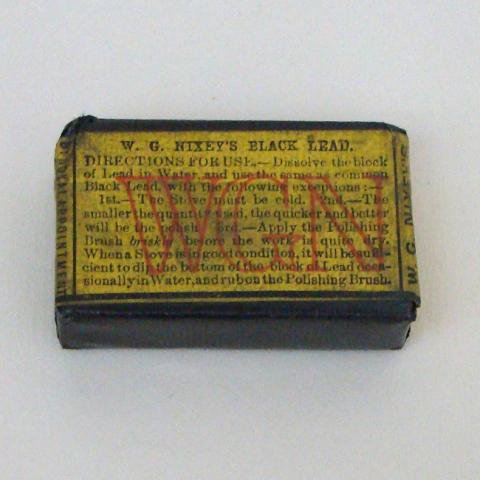 W. G. NIXEY'S BLACK LEAD.
DIRECTIONS FOR USE.—Dissolve the block
of Lead in Water, and use the same as common
Black Lead, with the following exceptions:—
1st.—The Stove must be cold. 2nd.—The
smaller the quantity used, the quicker and better
will be the polish. 3rd.—Apply the Polishing
Brush briskly before the work is quite dry.
When a Stove is in good condition, it will be suffi-
cient to dip the bottom of the block of Lead occa-
sionally in Water, and rub on the Polishing Brush.
WGN
W. G. NIXEY'S